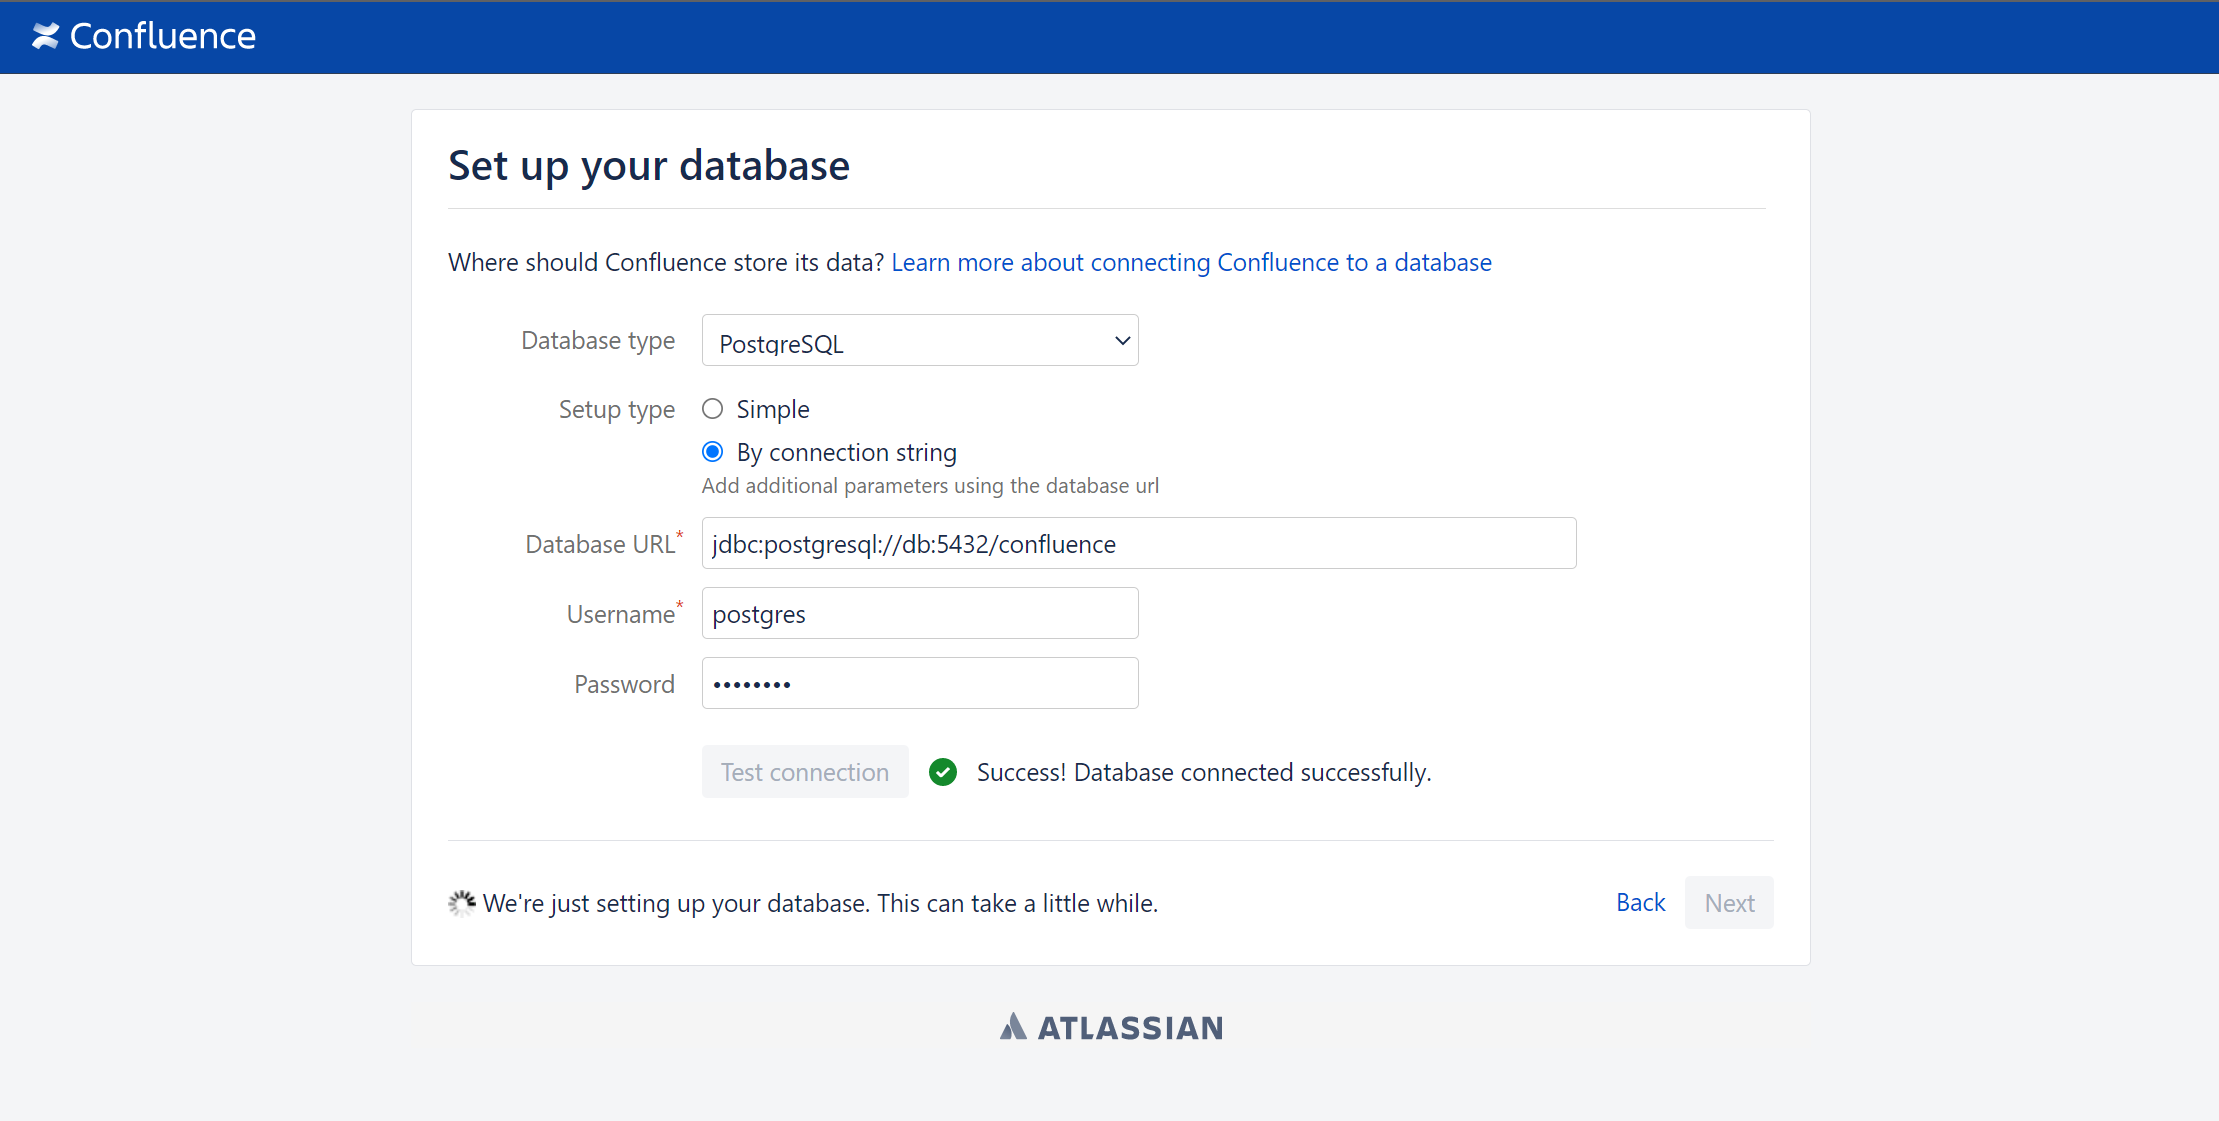 Confluence
Set up your database
Where should Confluence store its data? Learn more about connecting Confluence to a database
Database type PostgreSQL
Setup type Simple
By connection string
Add additional parameters using the database url
Database URL* jdbc:postgresql://db:5432/confluence
Username* postgres
Password ••••••••
Test connection Success! Database connected successfully.
We're just setting up your database. This can take a little while. Back Next
ATLASSIAN